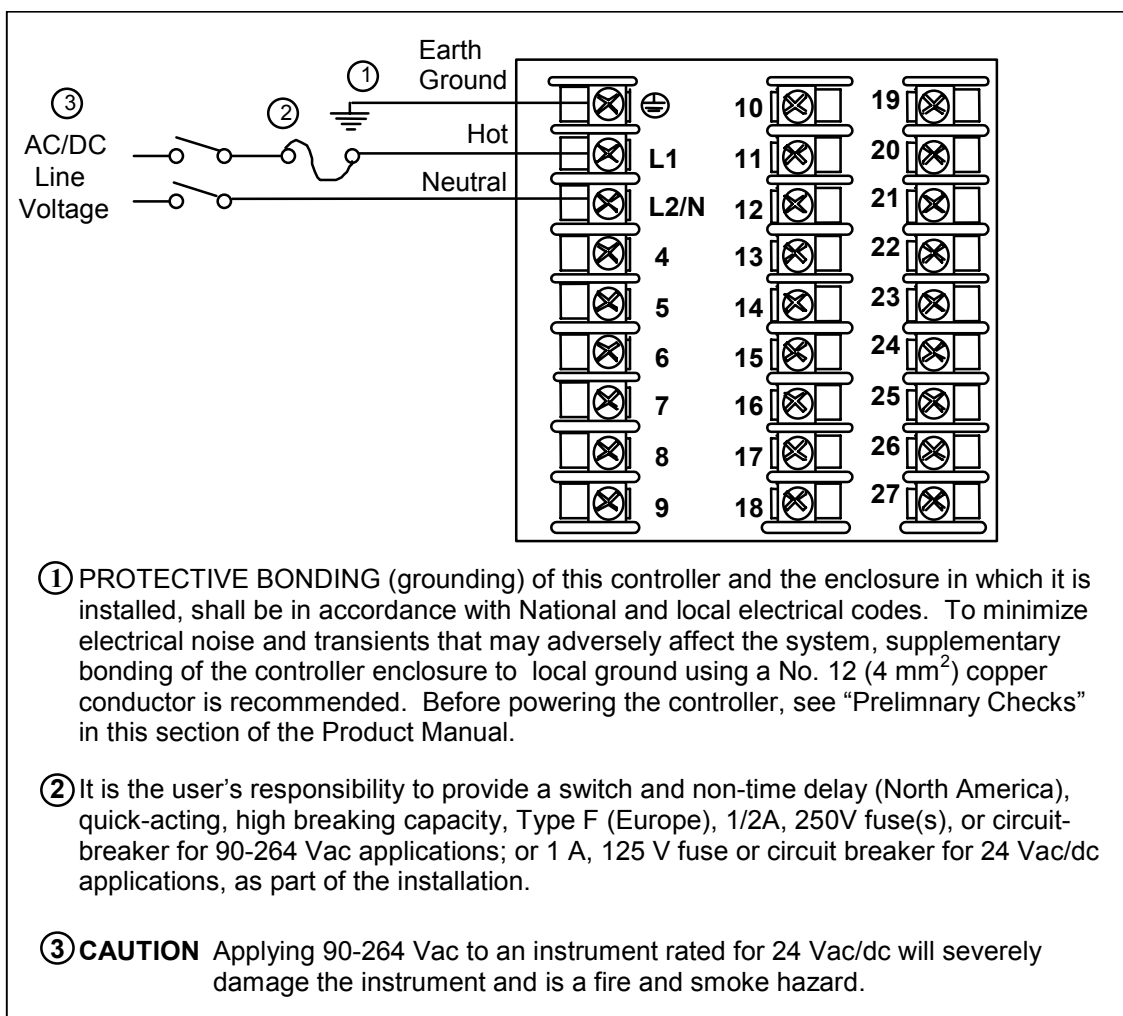 Earth
Ground
①
②
③
AC/DC
Line
Voltage
Hot
Neutral
L1
L2/N
4
5
6
7
8
9
10
11
12
13
14
15
16
17
18
19
20
21
22
23
24
25
26
27
① PROTECTIVE BONDING (grounding) of this controller and the enclosure in which it is
installed, shall be in accordance with National and local electrical codes. To minimize
electrical noise and transients that may adversely affect the system, supplementary
bonding of the controller enclosure to local ground using a No. 12 (4 mm²) copper
conductor is recommended. Before powering the controller, see “Prelimnary Checks”
in this section of the Product Manual.
② It is the user’s responsibility to provide a switch and non-time delay (North America),
quick-acting, high breaking capacity, Type F (Europe), 1/2A, 250V fuse(s), or circuit-
breaker for 90-264 Vac applications; or 1 A, 125 V fuse or circuit breaker for 24 Vac/dc
applications, as part of the installation.
③ CAUTION Applying 90-264 Vac to an instrument rated for 24 Vac/dc will severely
damage the instrument and is a fire and smoke hazard.